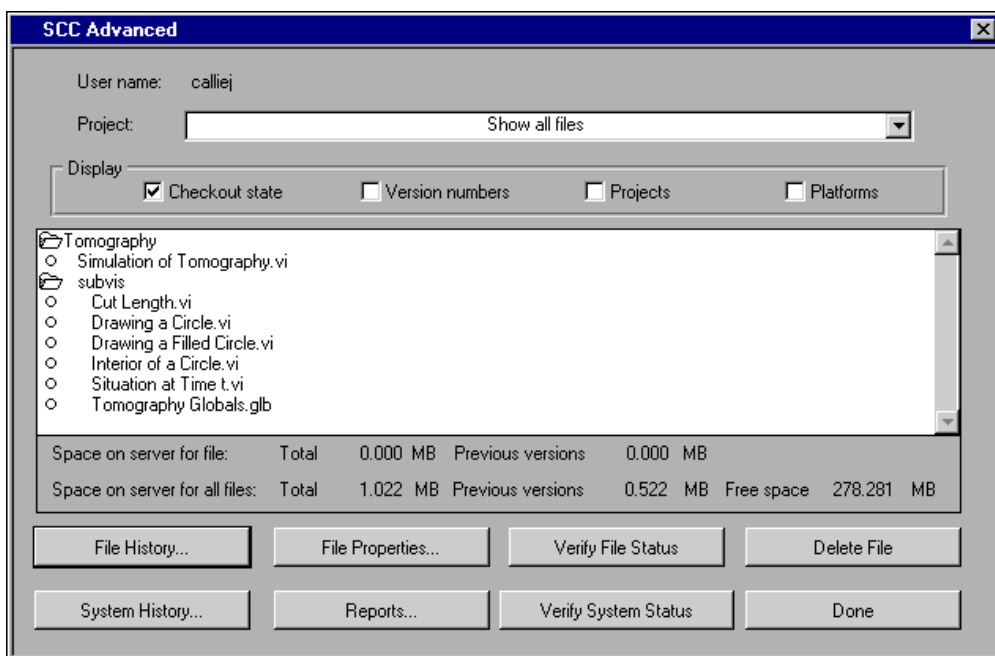 SCC Advanced
User name: calliej
Project: Show all files
Display
Checkout state Version numbers Projects Platforms
Tomography
Simulation of Tomography.vi
subvis
Cut Length.vi
Drawing a Circle.vi
Drawing a Filled Circle.vi
Interior of a Circle.vi
Situation at Time t.vi
Tomography Globals.glb
Space on server for file: Total 0.000 MB Previous versions 0.000 MB
Space on server for all files: Total 1.022 MB Previous versions 0.522 MB Free space 278.281 MB
File History... File Properties... Verify File Status Delete File
System History... Reports... Verify System Status Done